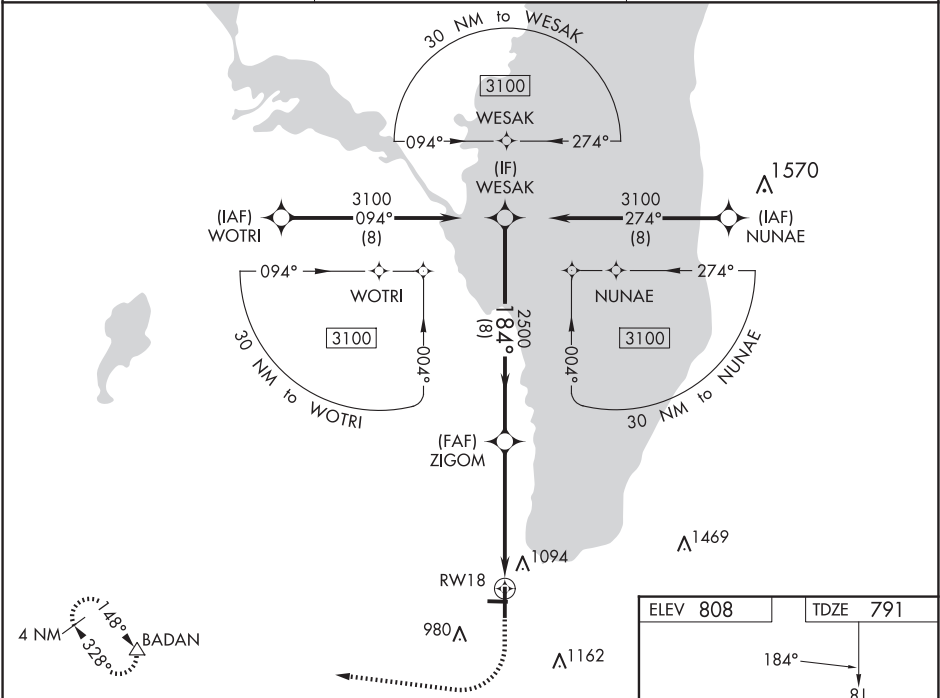 30 NM to WESAK
3100
WESAK
094°
274°
(IF)
WESAK
1570
3100
094°
(8)
(IAF)
WOTRI
3100
274°
(8)
(IAF)
NUNAE
094°
WOTRI
3100
004°
30 NM to WOTRI
274°
NUNAE
3100
004°
30 NM to NUNAE
2500
184°
(8)
(FAF)
ZIGOM
1469
1094
RW18
980
1162
4 NM
148°
328°
BADAN
ELEV 808
TDZE 791
184°